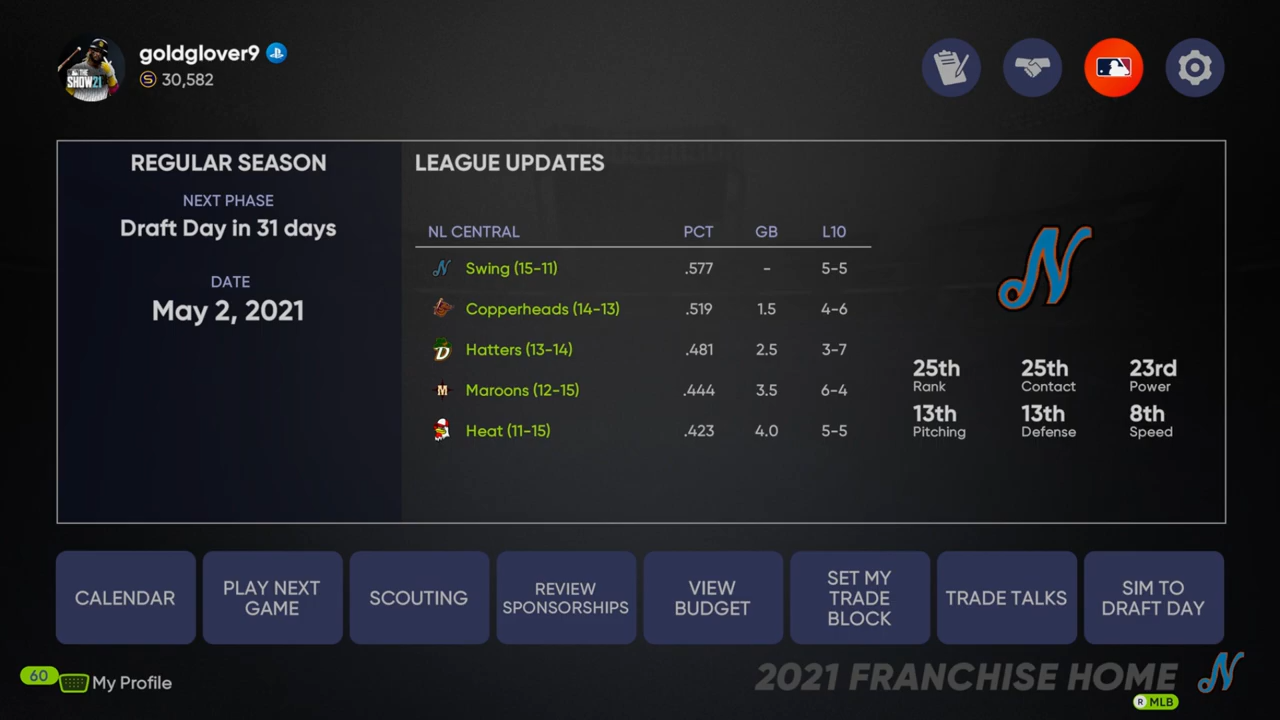 goldglover9
30,582
THE SHOW 21
REGULAR SEASON
NEXT PHASE
Draft Day in 31 days
DATE
May 2, 2021
LEAGUE UPDATES
NL CENTRAL PCT GB L10
N Swing (15-11) .577 - 5-5
Copperheads (14-13) .519 1.5 4-6
D Hatters (13-14) .481 2.5 3-7
M Maroons (12-15) .444 3.5 6-4
Heat (11-15) .423 4.0 5-5
N
25th 25th 23rd
Rank Contact Power
13th 13th 8th
Pitching Defense Speed
CALENDAR
PLAY NEXT
GAME
SCOUTING
REVIEW
SPONSORSHIPS
VIEW
BUDGET
SET MY
TRADE
BLOCK
TRADE TALKS
SIM TO
DRAFT DAY
60 My Profile
2021 FRANCHISE HOME N
R MLB